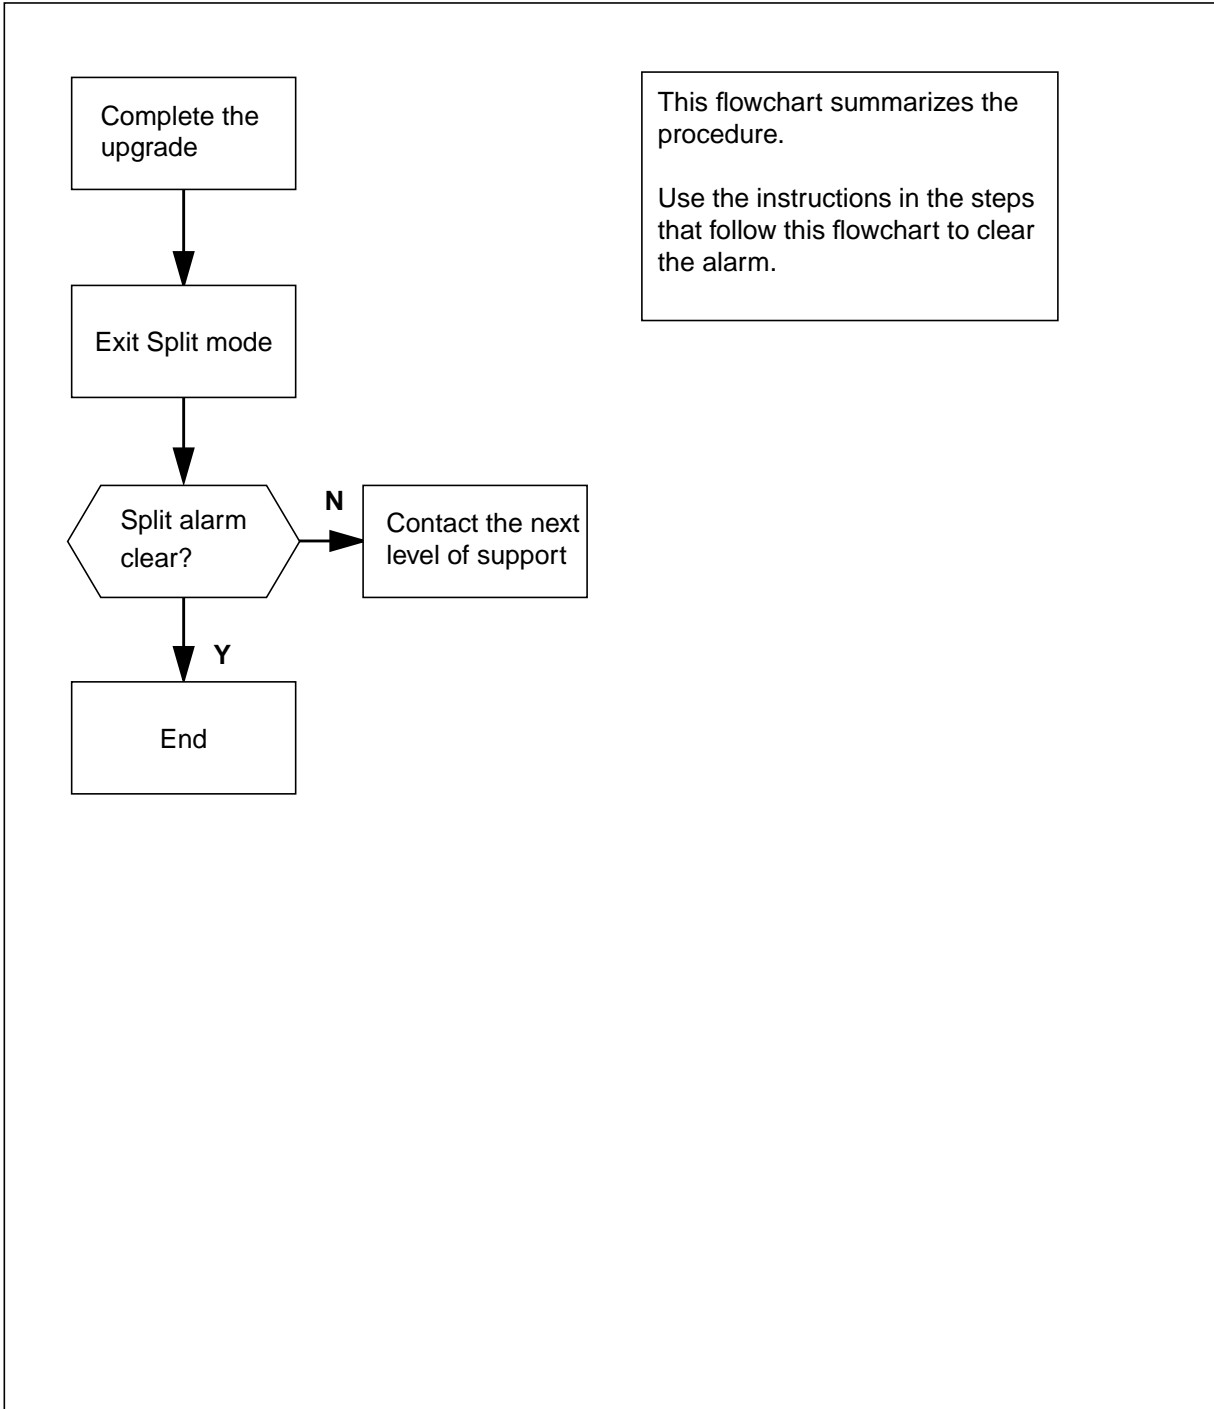 Complete the
upgrade
Exit Split mode
Split alarm
clear?
N
Contact the next
level of support
Y
End
This flowchart summarizes the
procedure.
Use the instructions in the steps
that follow this flowchart to clear
the alarm.